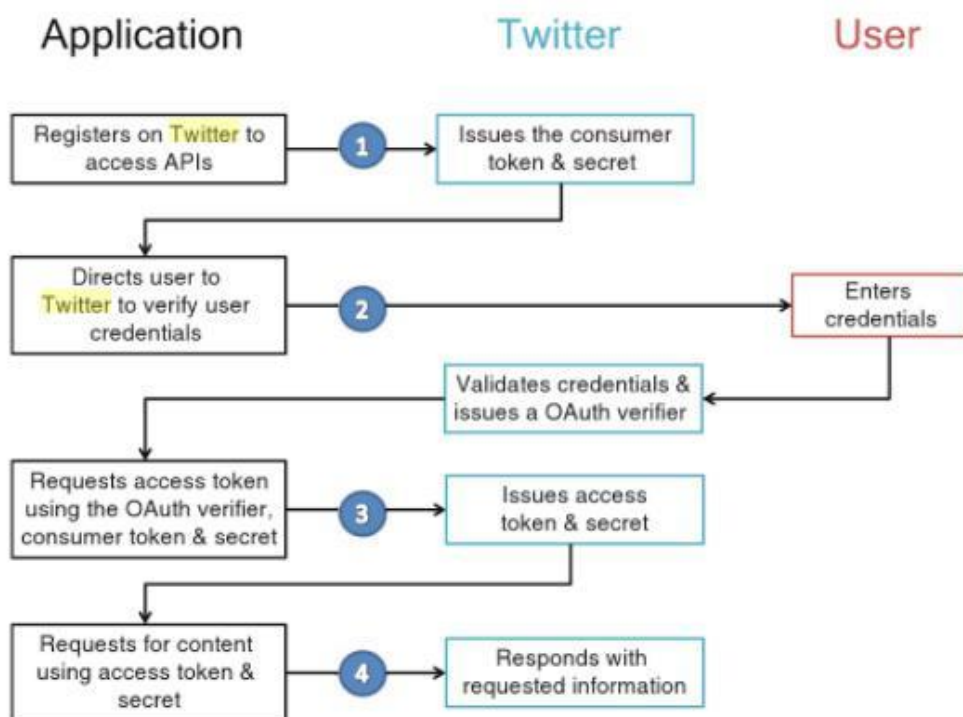 Application
Twitter
User
Registers on Twitter to
access APIs
1
Issues the consumer
token & secret
Directs user to
Twitter to verify user
credentials
2
Enters
credentials
Validates credentials &
issues a OAuth verifier
Requests access token
using the OAuth verifier,
consumer token & secret
3
Issues access
token & secret
Requests for content
using access token &
secret
4
Responds with
requested information